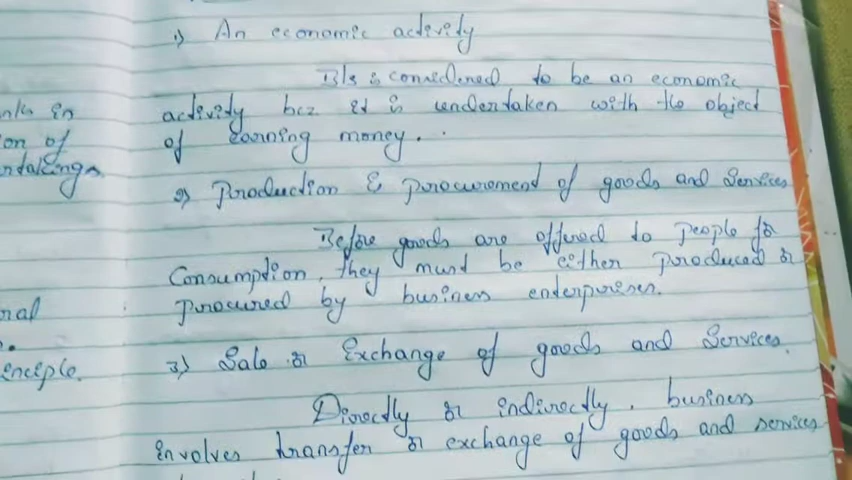 1) An economic activity
B/s is considered to be an economic
activity bcz it is undertaken with the object
of earning money.
2) Production & procurement of goods and Services
Before goods are offered to people for
Consumption, they must be either produced or
procured by business enterprises.
3) Sale or Exchange of goods and Services.
Directly or indirectly, business
involves transfer or exchange of goods and services
in
on of